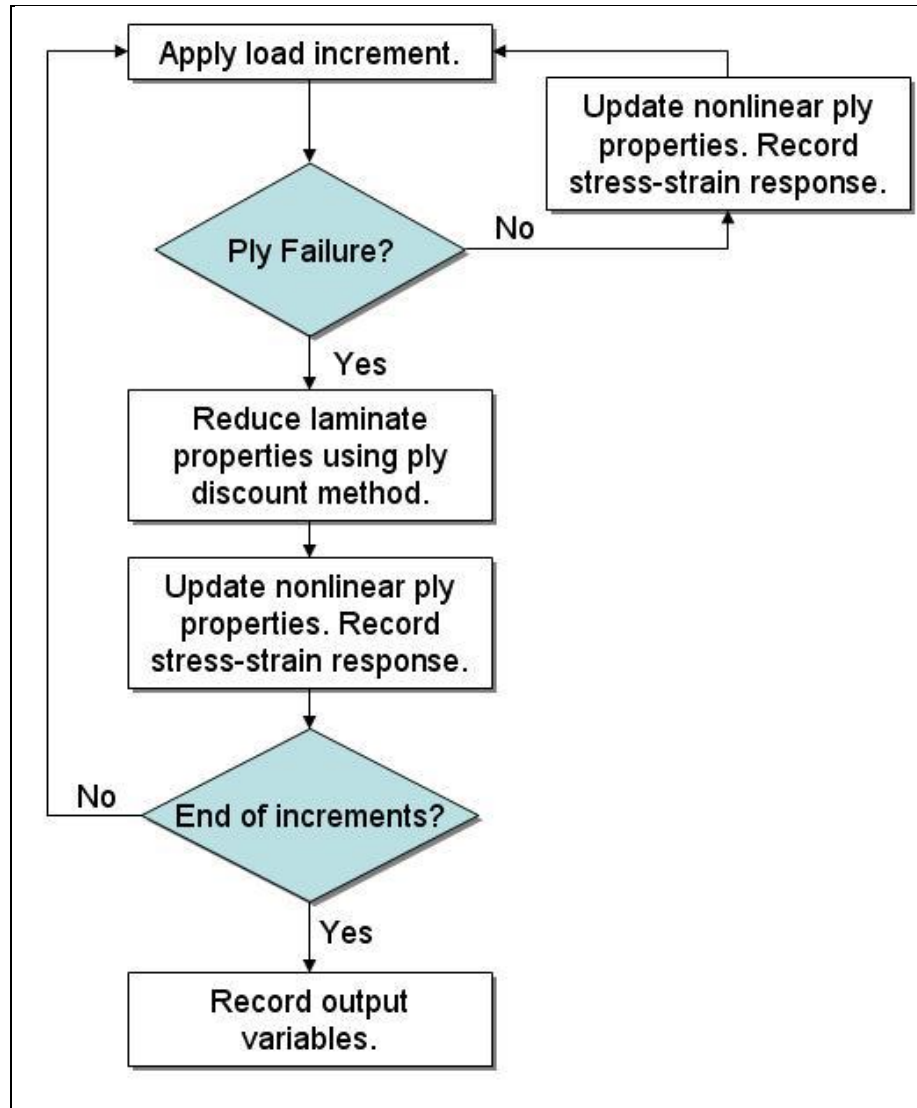 Apply load increment.
Update nonlinear ply
properties. Record
stress-strain response.
Ply Failure?
No
Yes
Reduce laminate
properties using ply
discount method.
Update nonlinear ply
properties. Record
stress-strain response.
End of increments?
No
Yes
Record output
variables.